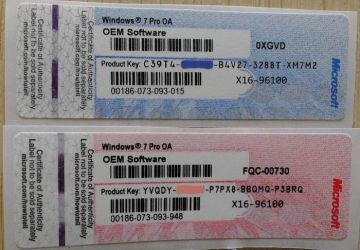 Certificate of Authenticity
Label not to be sold separately.
microsoft.com/howtotell
Windows® 7 Pro OA
OEM Software
0XGVD
Product Key: C39T4- -B4V27-3288T-XM7M2
X16-96100
00186-073-093-015
Microsoft
Certificate of Authenticity
Label not to be sold separately.
microsoft.com/howtotell
Windows® 7 Pro OA
OEM Software
FQC-00730
Product Key: YVQDY- -P7PX8-BBQMQ-P3BRQ
X16-96100
00186-073-093-948
Microsoft